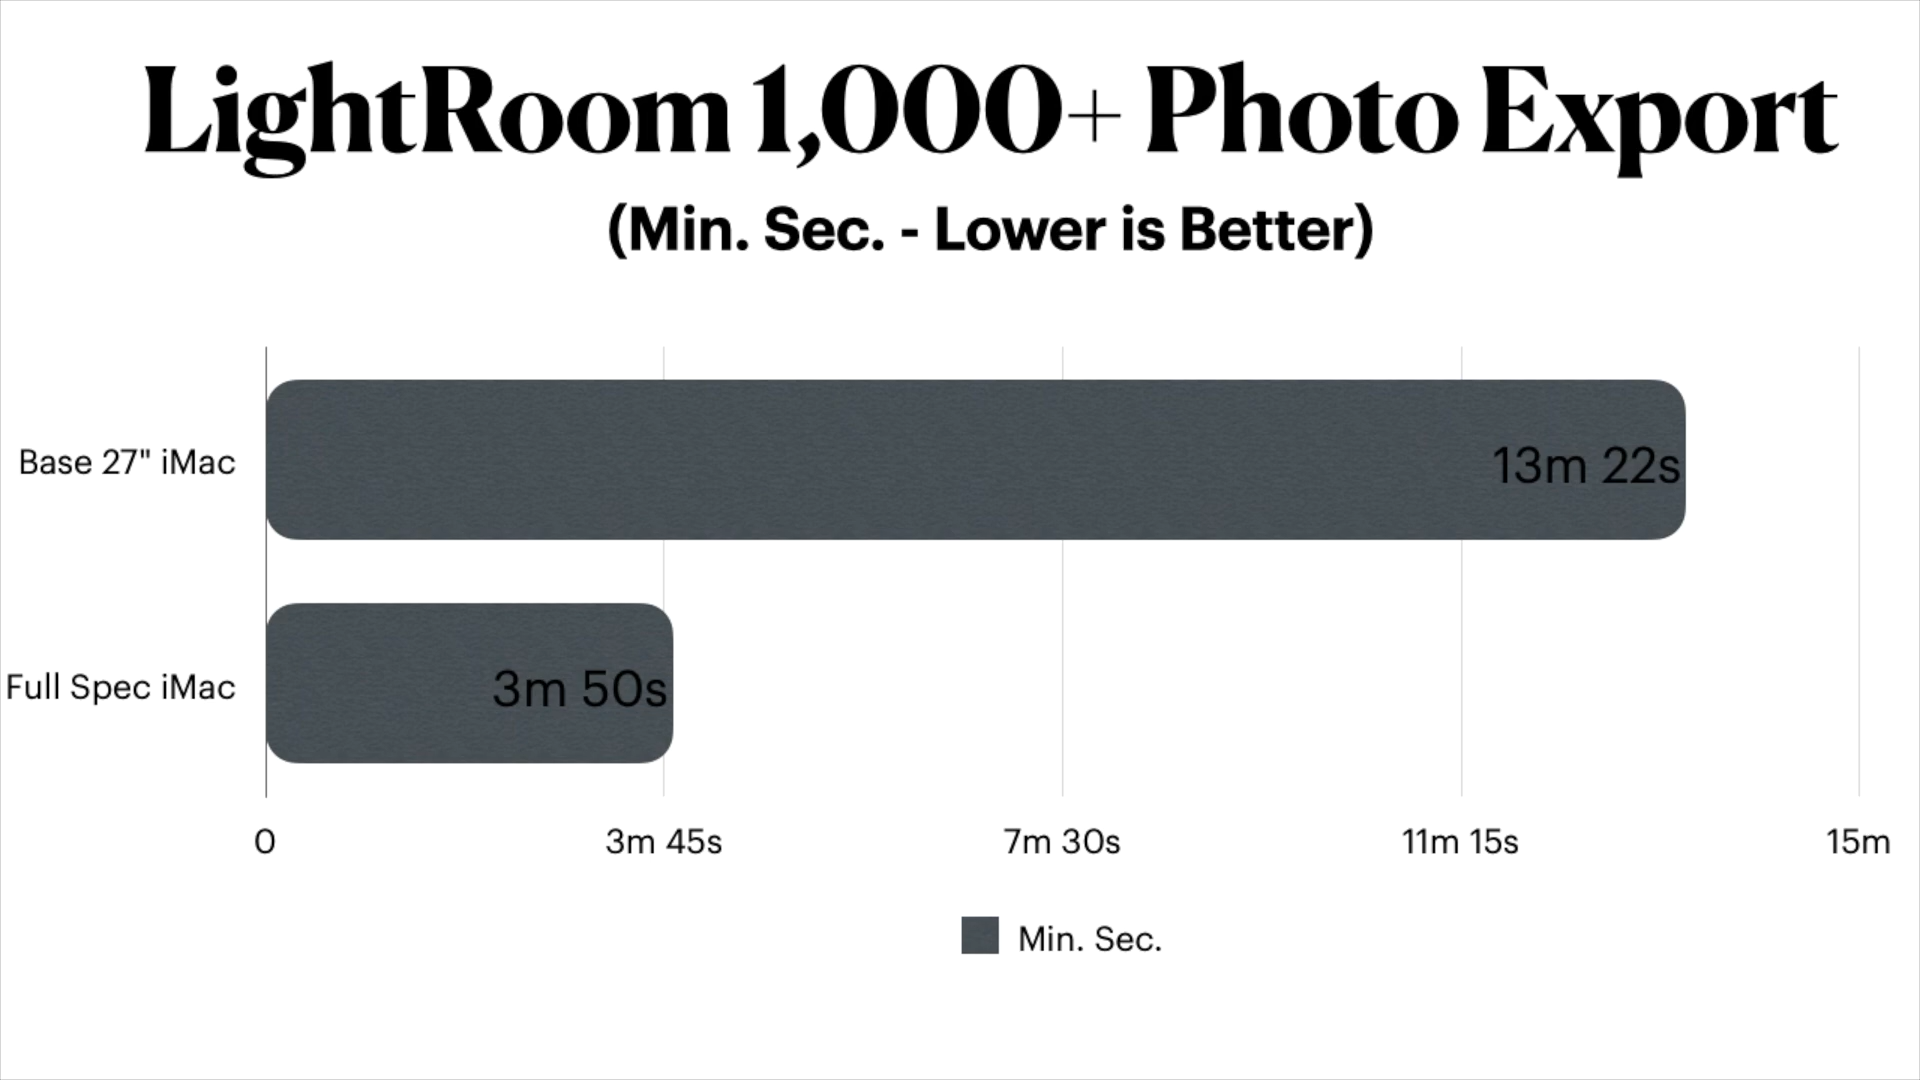 LightRoom 1,000+ Photo Export
(Min. Sec. - Lower is Better)
Base 27" iMac
13m 22s
Full Spec iMac
3m 50s
0
3m 45s
7m 30s
11m 15s
15m
Min. Sec.